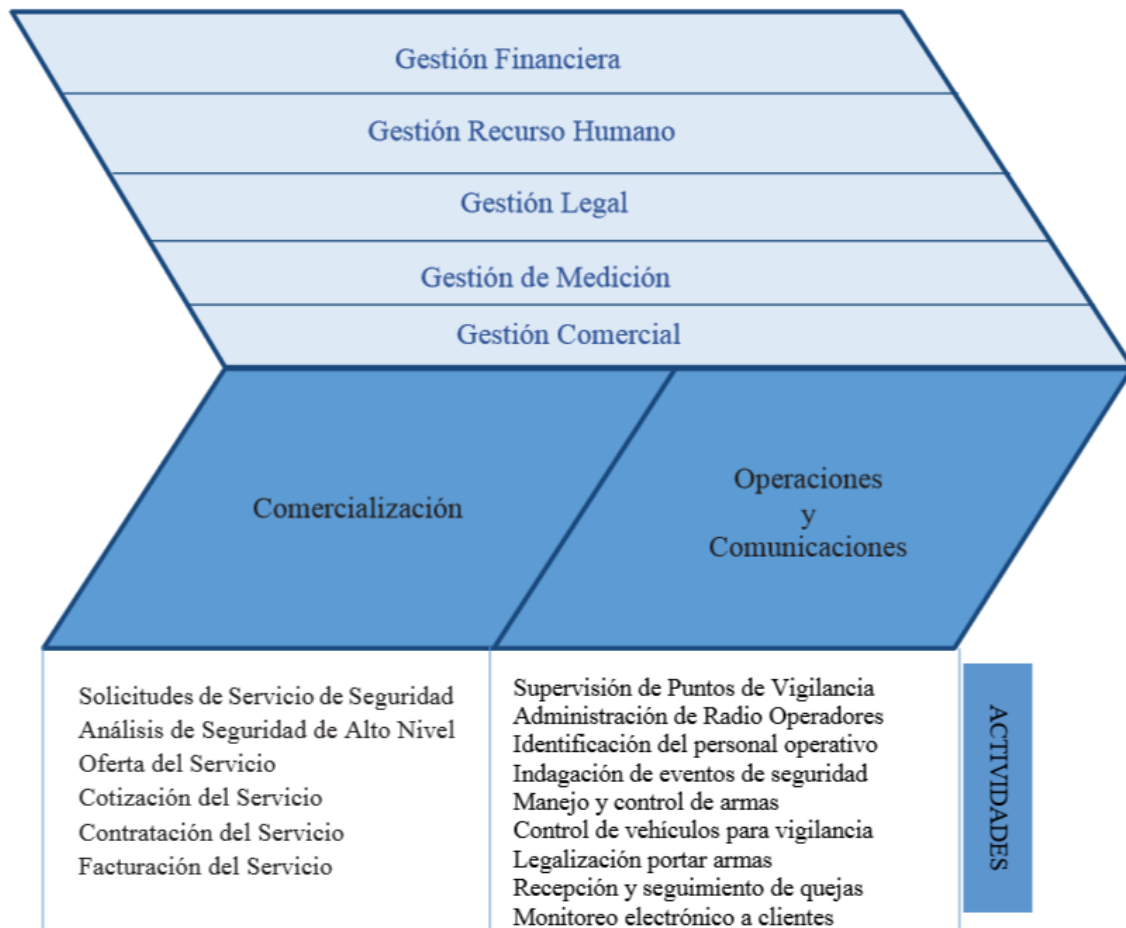 Gestión Financiera
Gestión Recurso Humano
Gestión Legal
Gestión de Medición
Gestión Comercial
Comercialización
Operaciones
y
Comunicaciones
Solicitudes de Servicio de Seguridad
Análisis de Seguridad de Alto Nivel
Oferta del Servicio
Cotización del Servicio
Contratación del Servicio
Facturación del Servicio
Supervisión de Puntos de Vigilancia
Administración de Radio Operadores
Identificación del personal operativo
Indagación de eventos de seguridad
Manejo y control de armas
Control de vehículos para vigilancia
Legalización portar armas
Recepción y seguimiento de quejas
Monitoreo electrónico a clientes
ACTIVIDADES